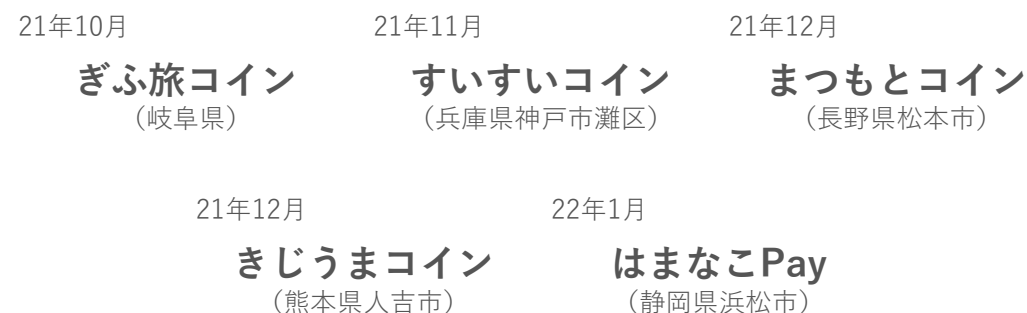 21年10月
21年11月
21年12月
ぎふ旅コイン
すいすいコイン
まつもとコイン
（岐阜県）
（兵庫県神戸市灘区）
（長野県松本市）
21年12月
22年1月
きじうまコイン
はまなこPay
（熊本県人吉市）
（静岡県浜松市）